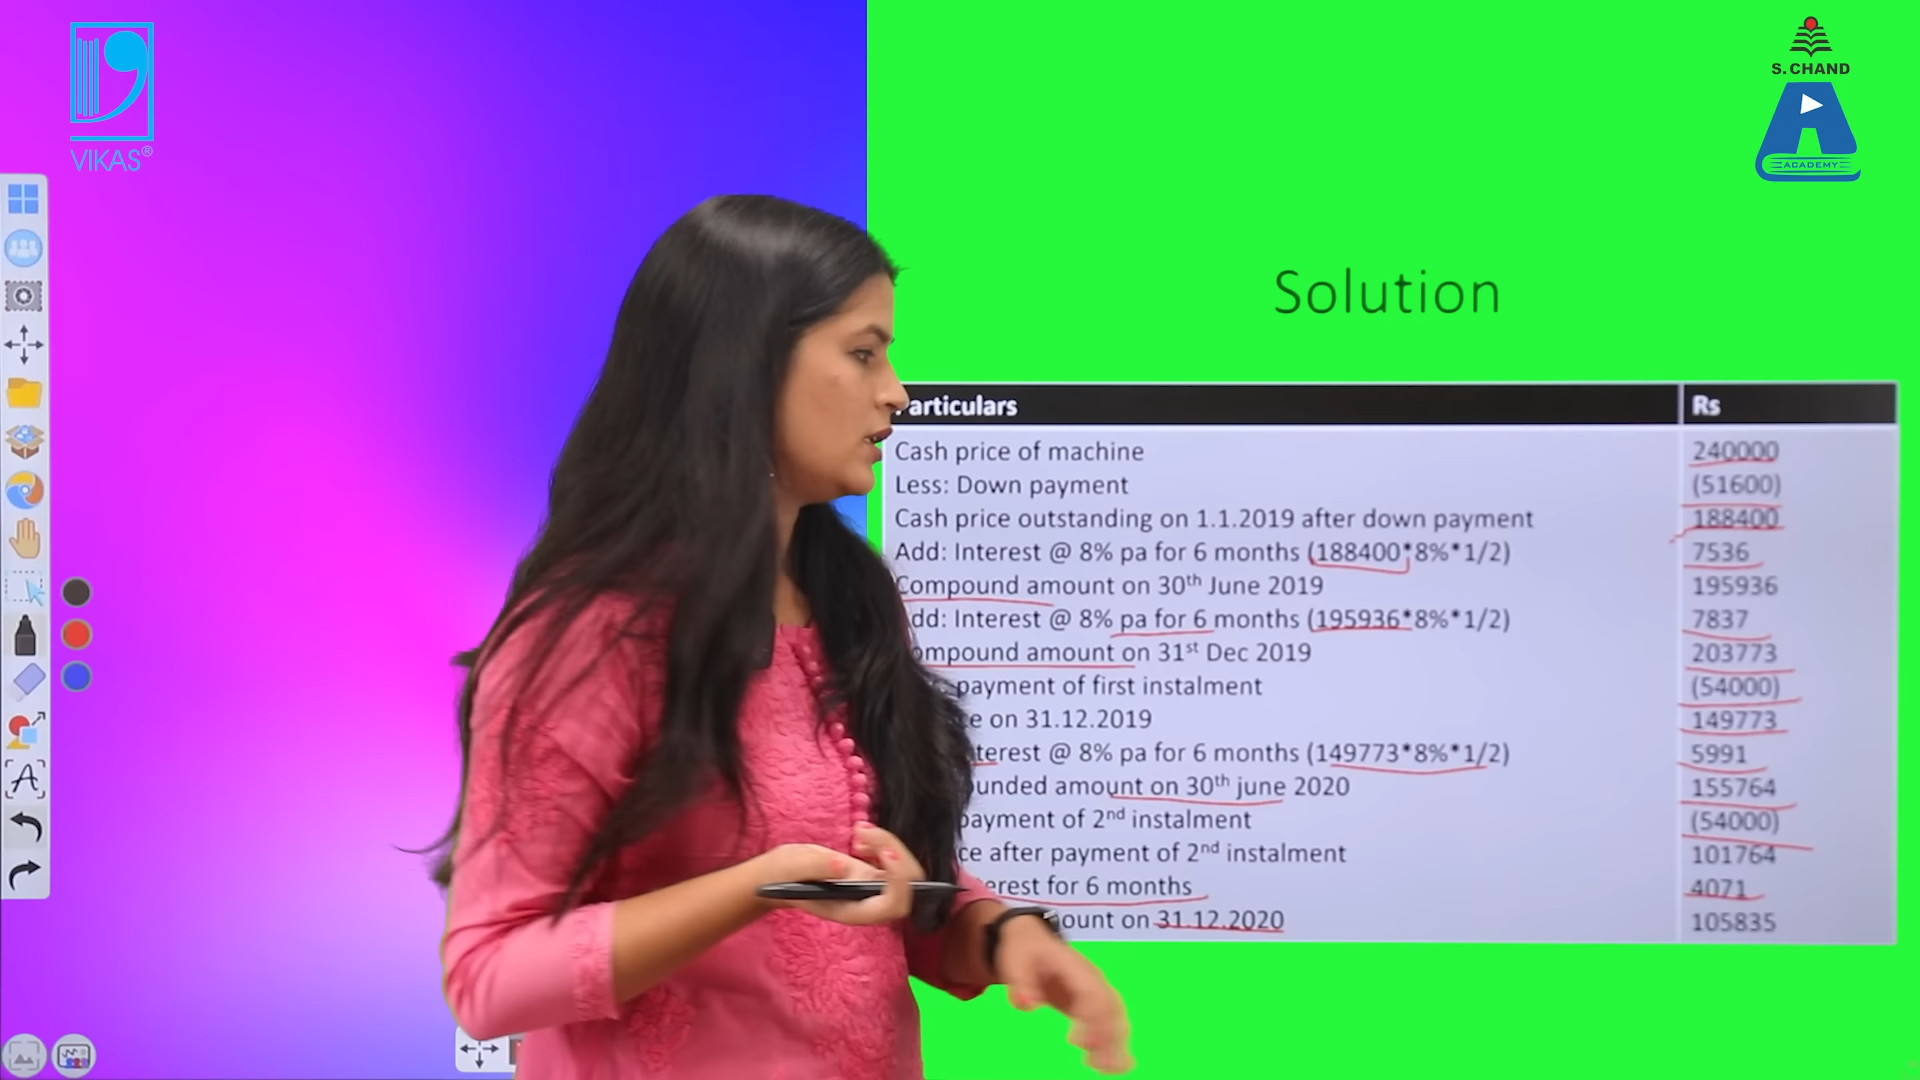 VIKAS®
S. CHAND
ACADEMY
Solution
Particulars Rs
Cash price of machine 240000
Less: Down payment (51600)
Cash price outstanding on 1.1.2019 after down payment 188400
Add: Interest @ 8% pa for 6 months (188400*8%*1/2) 7536
Compound amount on 30th June 2019 195936
dd: Interest @ 8% pa for 6 months (195936*8%*1/2) 7837
ompound amount on 31st Dec 2019 203773
payment of first instalment (54000)
ce on 31.12.2019 149773
terest @ 8% pa for 6 months (149773*8%*1/2) 5991
unded amount on 30th june 2020 155764
payment of 2nd instalment (54000)
ce after payment of 2nd instalment 101764
erest for 6 months 4071
ount on 31.12.2020 105835